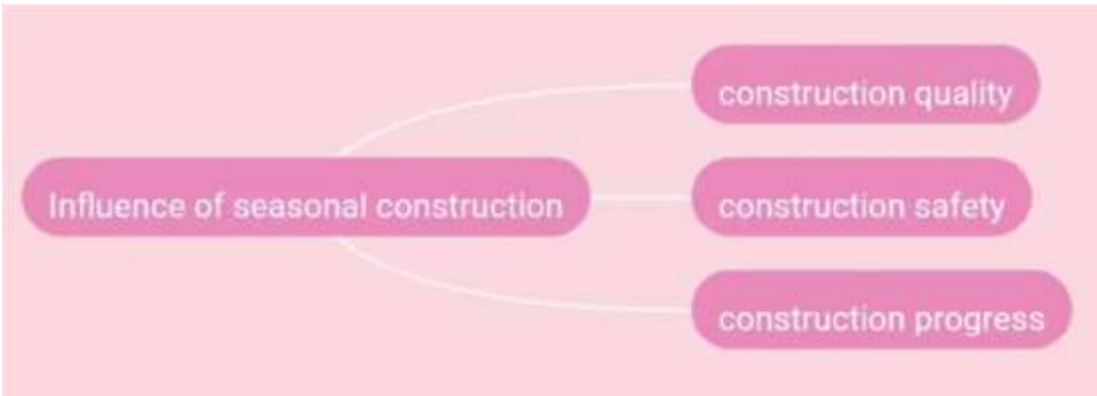 construction quality
Influence of seasonal construction
construction safety
construction progress